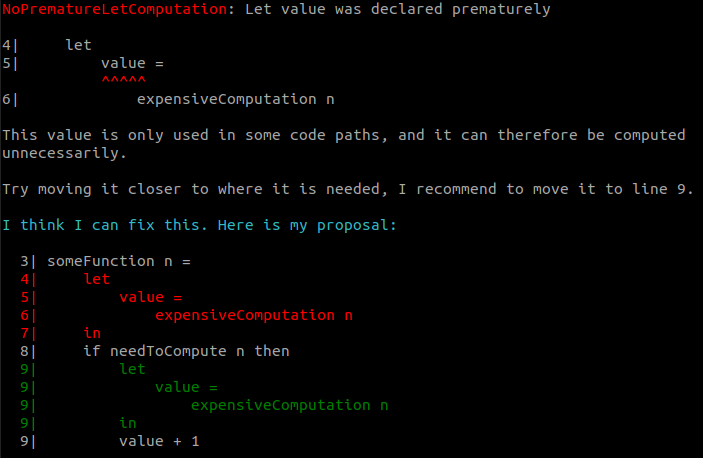 NoPrematureLetComputation: Let value was declared prematurely
4|     let
5|         value =
            ^^^^^
6|             expensiveComputation n
This value is only used in some code paths, and it can therefore be computed
unnecessarily.
Try moving it closer to where it is needed, I recommend to move it to line 9.
I think I can fix this. Here is my proposal:
  3| someFunction n =
  4|     let
  5|         value =
  6|             expensiveComputation n
  7|     in
  8|     if needToCompute n then
  9|         let
  9|             value =
  9|                 expensiveComputation n
  9|         in
  9|         value + 1